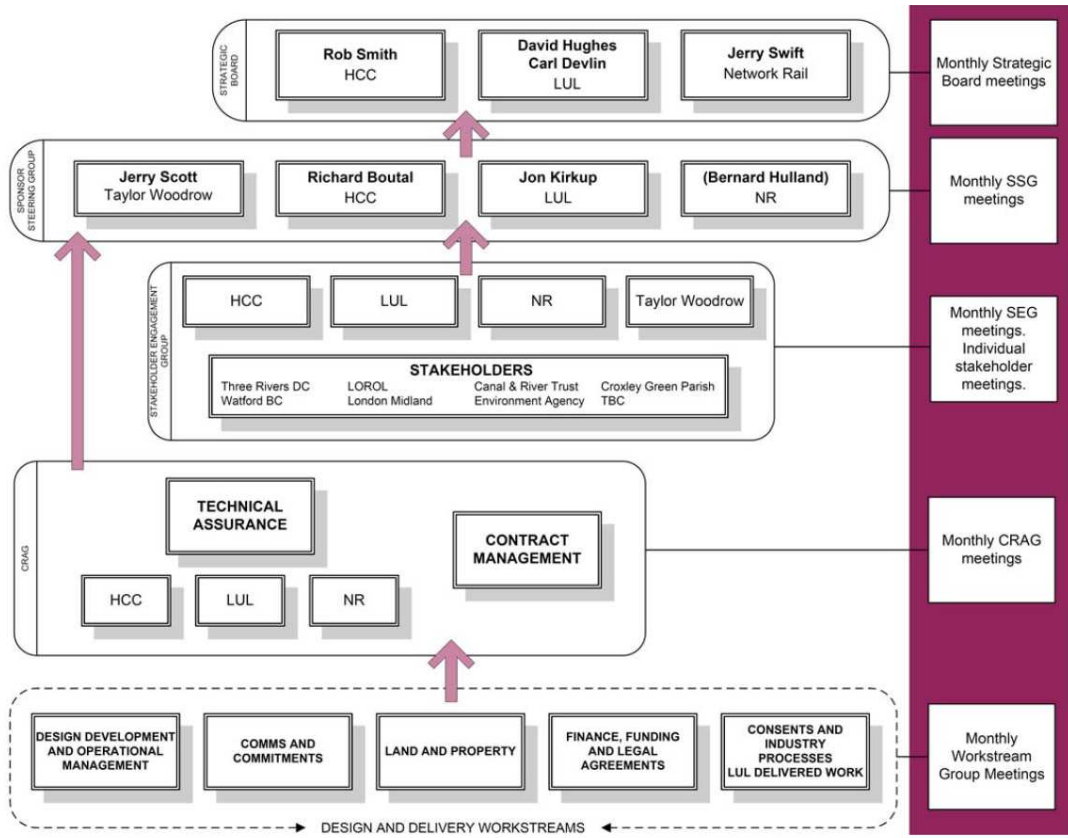 STRATEGIC
BOARD
Rob Smith
HCC
David Hughes
Carl Devlin
LUL
Jerry Swift
Network Rail
Monthly Strategic
Board meetings
SPONSOR
STEERING GROUP
Jerry Scott
Taylor Woodrow
Richard Boutal
HCC
Jon Kirkup
LUL
(Bernard Hulland)
NR
Monthly SSG
meetings
STAKEHOLDER ENGAGEMENT
GROUP
HCC
LUL
NR
Taylor Woodrow
STAKEHOLDERS
Three Rivers DC
Watford BC
LOROL
London Midland
Canal & River Trust
Environment Agency
Croxley Green Parish
TBC
Monthly SEG
meetings.
Individual
stakeholder
meetings.
CRAG
TECHNICAL
ASSURANCE
HCC
LUL
NR
CONTRACT
MANAGEMENT
Monthly CRAG
meetings
DESIGN DEVELOPMENT
AND OPERATIONAL
MANAGEMENT
COMMS AND
COMMITMENTS
LAND AND PROPERTY
FINANCE, FUNDING
AND LEGAL
AGREEMENTS
CONSENTS AND
INDUSTRY
PROCESSES
LUL DELIVERED WORK
Monthly
Workstream
Group Meetings
DESIGN AND DELIVERY WORKSTREAMS